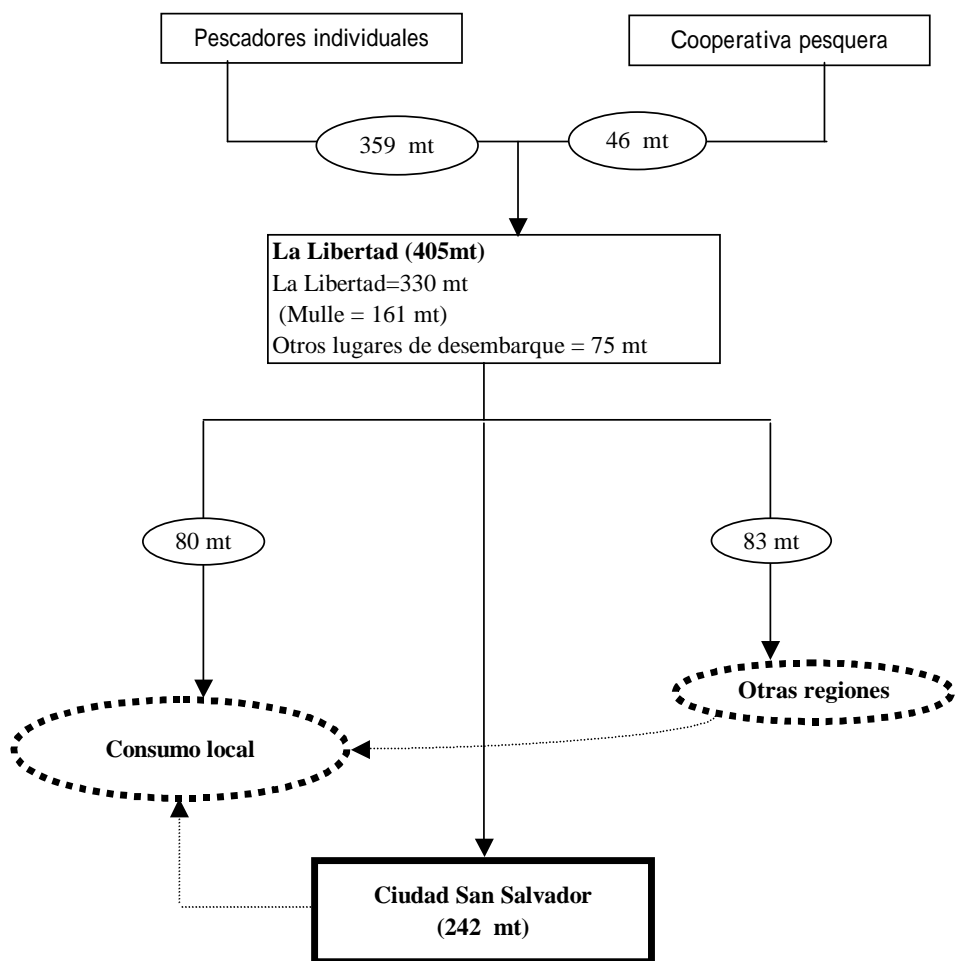 Pescadores individuales
Cooperativa pesquera
359 mt
46 mt
La Libertad (405mt)
La Libertad=330 mt
(Mulle = 161 mt)
Otros lugares de desembarque = 75 mt
80 mt
83 mt
Otras regiones
Consumo local
Ciudad San Salvador
(242 mt)